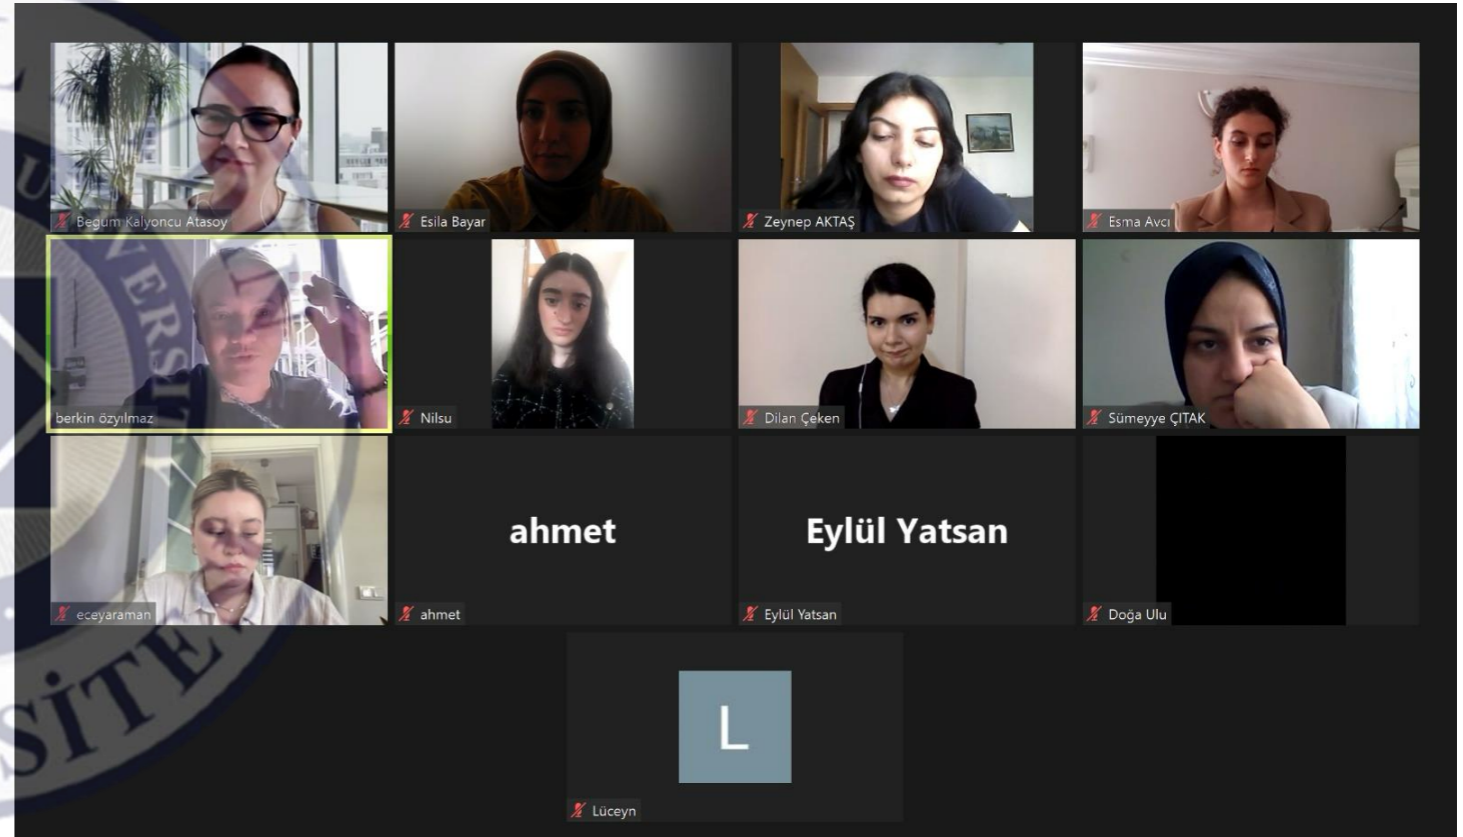 Begüm Kalyoncu Atasoy
Esila Bayar
Zeynep AKTAŞ
Esma Avcı
berkin özyılmaz
Nilsu
Dilan Çeken
Sümeyye ÇITAK
eceyaraman
ahmet
ahmet
Eylül Yatsan
Eylül Yatsan
Doğa Ulu
L
Lüceyn